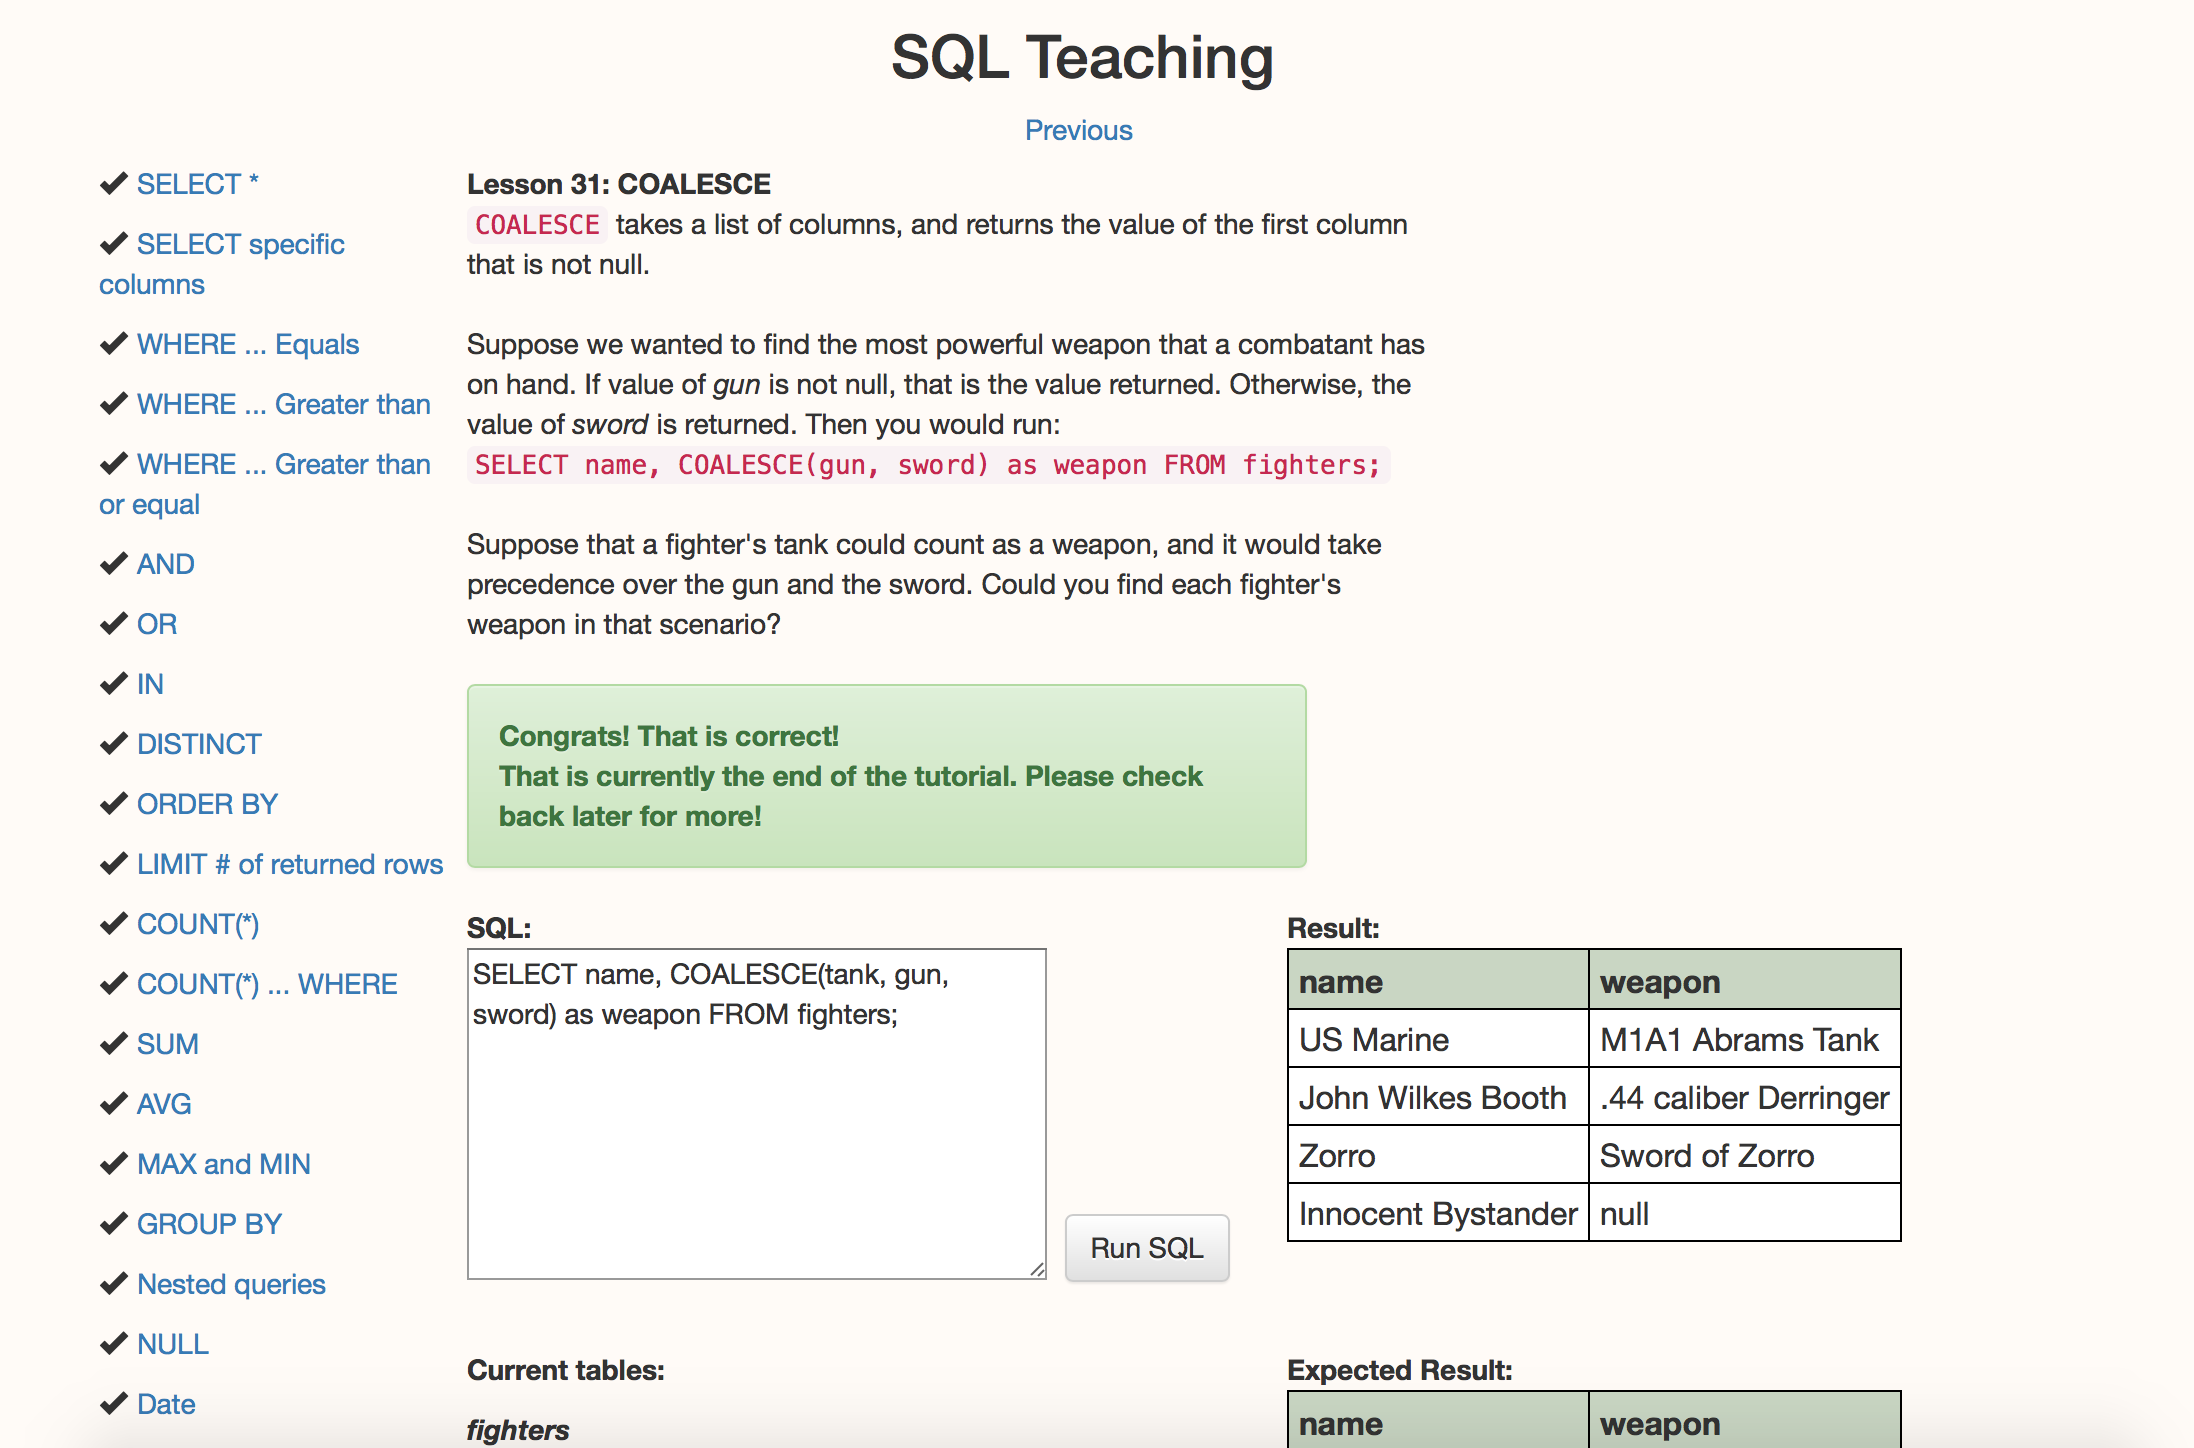 SQL Teaching
Previous
SELECT *
SELECT specific
columns
WHERE ... Equals
WHERE ... Greater than
WHERE ... Greater than
or equal
AND
OR
IN
DISTINCT
ORDER BY
LIMIT # of returned rows
COUNT(*)
COUNT(*) ... WHERE
SUM
AVG
MAX and MIN
GROUP BY
Nested queries
NULL
Date
Lesson 31: COALESCE
COALESCE takes a list of columns, and returns the value of the first column
that is not null.
Suppose we wanted to find the most powerful weapon that a combatant has
on hand. If value of gun is not null, that is the value returned. Otherwise, the
value of sword is returned. Then you would run:
SELECT name, COALESCE(gun, sword) as weapon FROM fighters;
Suppose that a fighter's tank could count as a weapon, and it would take
precedence over the gun and the sword. Could you find each fighter's
weapon in that scenario?
Congrats! That is correct!
That is currently the end of the tutorial. Please check
back later for more!
SQL:
SELECT name, COALESCE(tank, gun,
sword) as weapon FROM fighters;
Run SQL
Result:
name weapon
US Marine M1A1 Abrams Tank
John Wilkes Booth .44 caliber Derringer
Zorro Sword of Zorro
Innocent Bystander null
Current tables:
fighters
Expected Result:
name weapon